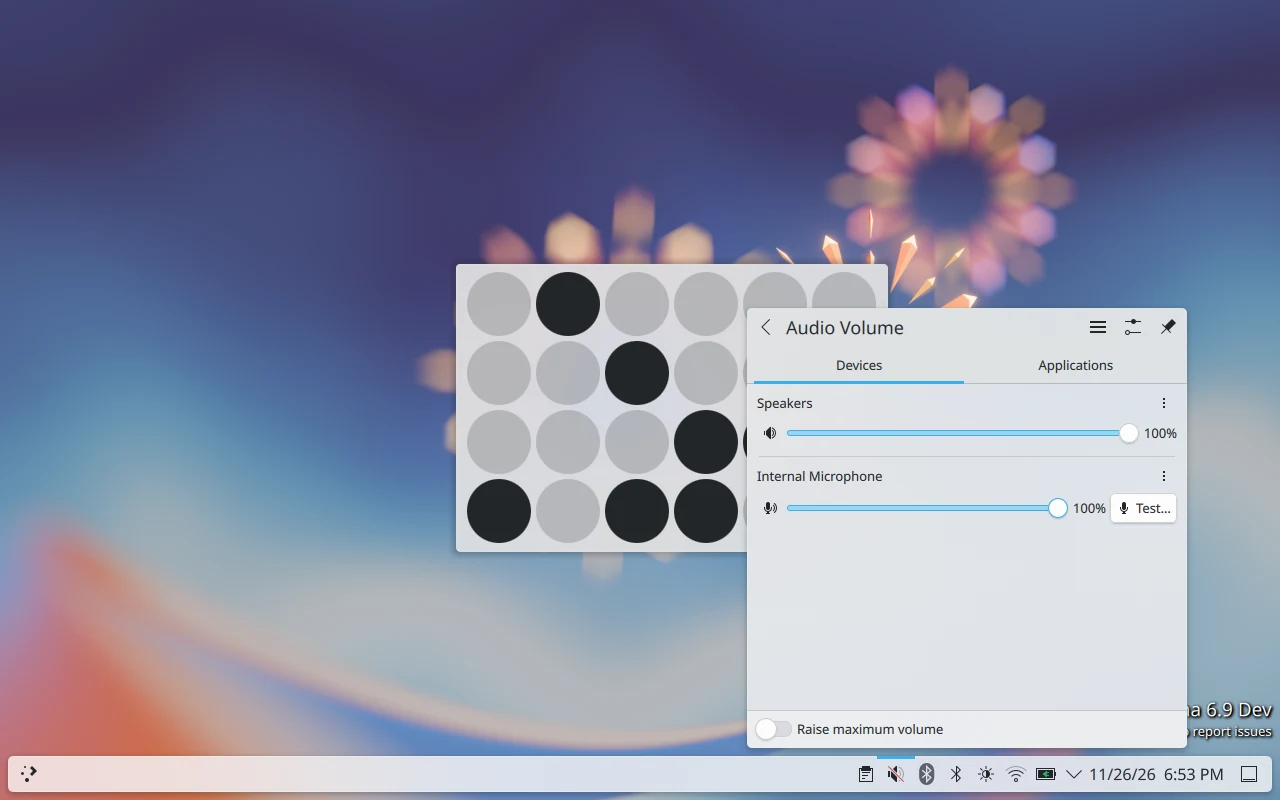 Audio Volume
Devices
Applications
Speakers
100%
Internal Microphone
100%
Test...
6.9 Dev
report issues
Raise maximum volume
11/26/26 6:53 PM